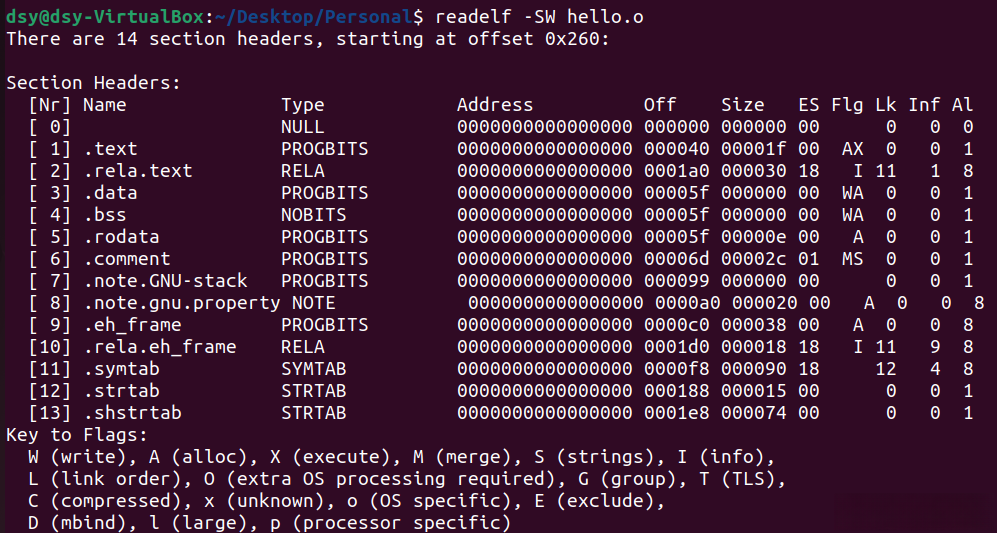 dsy@dsy-VirtualBox:~/Desktop/Personal$ readelf -SW hello.o
There are 14 section headers, starting at offset 0x260:

Section Headers:
  [Nr] Name              Type            Address          Off    Size   ES Flg Lk Inf Al
  [ 0]                   NULL            0000000000000000 000000 000000 00      0   0  0
  [ 1] .text             PROGBITS        0000000000000000 000040 00001f 00  AX  0   0  1
  [ 2] .rela.text        RELA            0000000000000000 0001a0 000030 18   I 11   1  8
  [ 3] .data             PROGBITS        0000000000000000 00005f 000000 00  WA  0   0  1
  [ 4] .bss              NOBITS          0000000000000000 00005f 000000 00  WA  0   0  1
  [ 5] .rodata           PROGBITS        0000000000000000 00005f 00000e 00   A  0   0  1
  [ 6] .comment          PROGBITS        0000000000000000 00006d 00002c 01  MS  0   0  1
  [ 7] .note.GNU-stack   PROGBITS        0000000000000000 000099 000000 00      0   0  1
  [ 8] .note.gnu.property NOTE            0000000000000000 0000a0 000020 00   A  0   0  8
  [ 9] .eh_frame         PROGBITS        0000000000000000 0000c0 000038 00   A  0   0  8
  [10] .rela.eh_frame    RELA            0000000000000000 0001d0 000018 18   I 11   9  8
  [11] .symtab           SYMTAB          0000000000000000 0000f8 000090 18     12   4  8
  [12] .strtab           STRTAB          0000000000000000 000188 000015 00      0   0  1
  [13] .shstrtab         STRTAB          0000000000000000 0001e8 000074 00      0   0  1
Key to Flags:
  W (write), A (alloc), X (execute), M (merge), S (strings), I (info),
  L (link order), O (extra OS processing required), G (group), T (TLS),
  C (compressed), x (unknown), o (OS specific), E (exclude),
  D (mbind), l (large), p (processor specific)